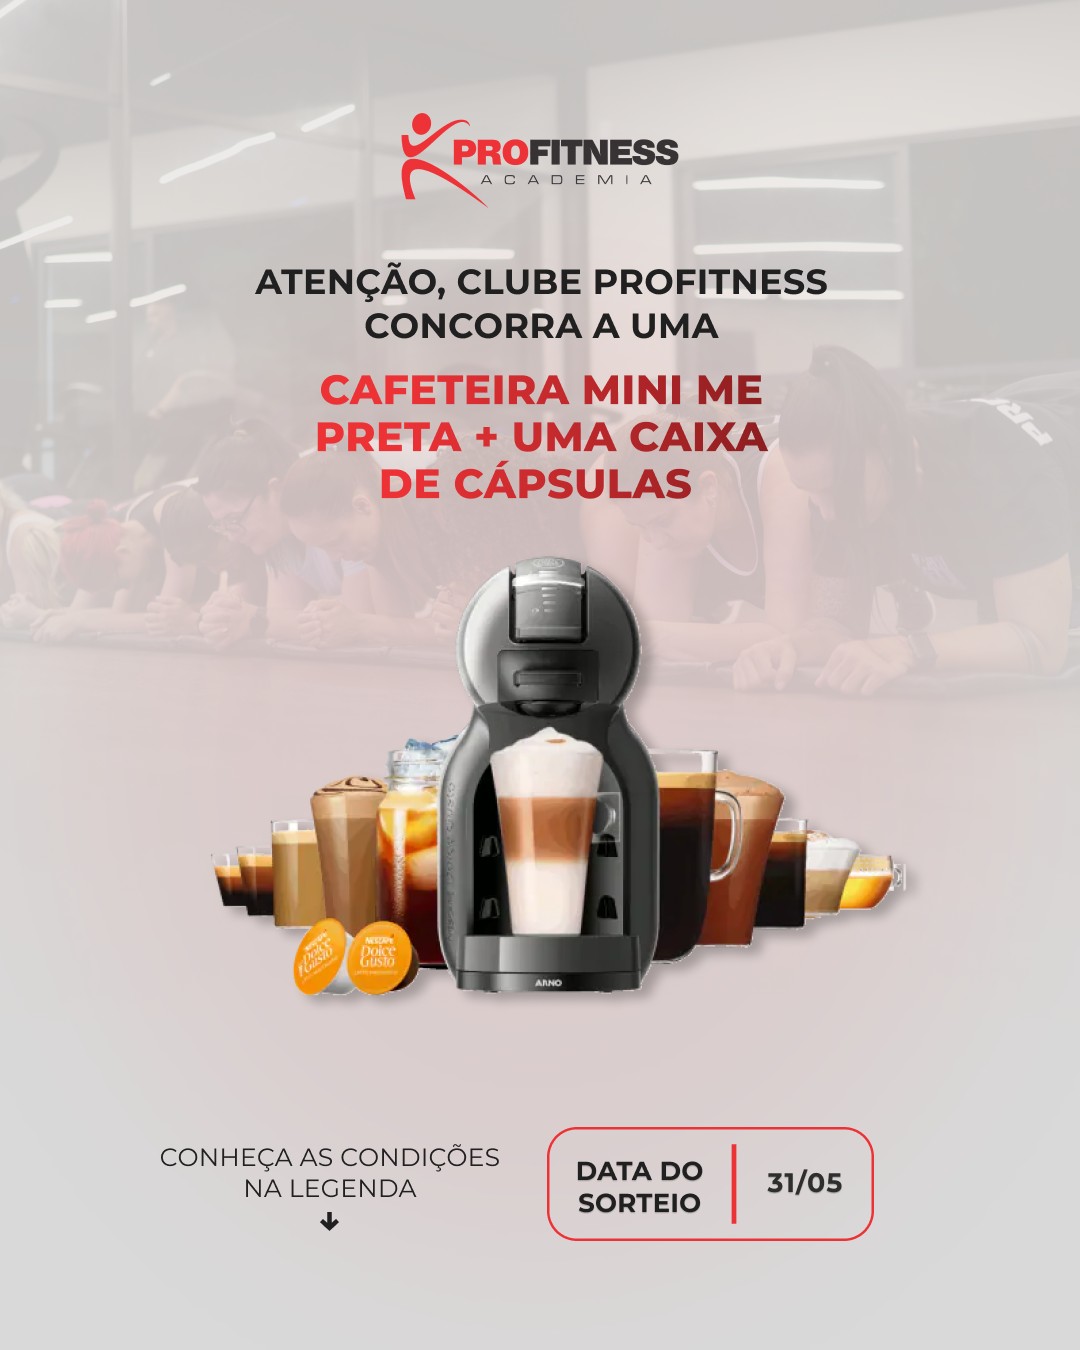 PROFITNESS
ACADEMIA
ATENÇÃO, CLUBE PROFITNESS
CONCORRA A UMA
CAFETEIRA MINI ME
PRETA + UMA CAIXA
DE CÁPSULAS
NESCAFÉ
Dolce
Gusto
NESCAFÉ
Dolce
Gusto
ARNO
CONHEÇA AS CONDIÇÕES
NA LEGENDA
DATA DO
SORTEIO
31/05